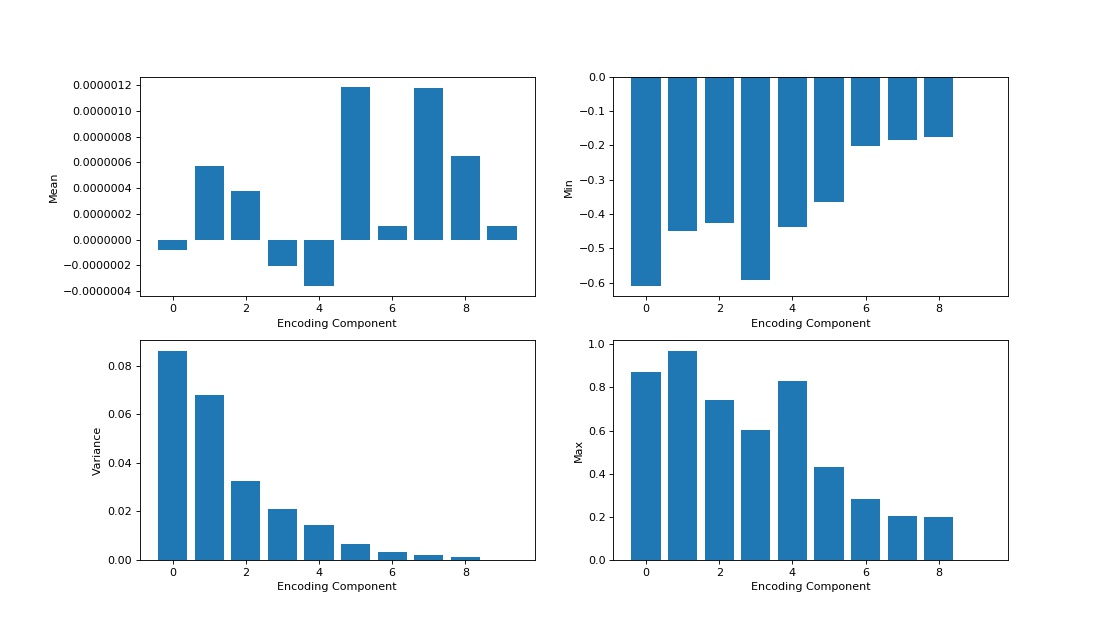 0.0000012
0.0000010
0.0000008
0.0000006
0.0000004
0.0000002
0.0000000
−0.0000002
−0.0000004
Mean
0 2 4 6 8
Encoding Component
0.0
−0.1
−0.2
−0.3
−0.4
−0.5
−0.6
Min
0 2 4 6 8
Encoding Component
0.08
0.06
0.04
0.02
0.00
Variance
0 2 4 6 8
Encoding Component
1.0
0.8
0.6
0.4
0.2
0.0
Max
0 2 4 6 8
Encoding Component